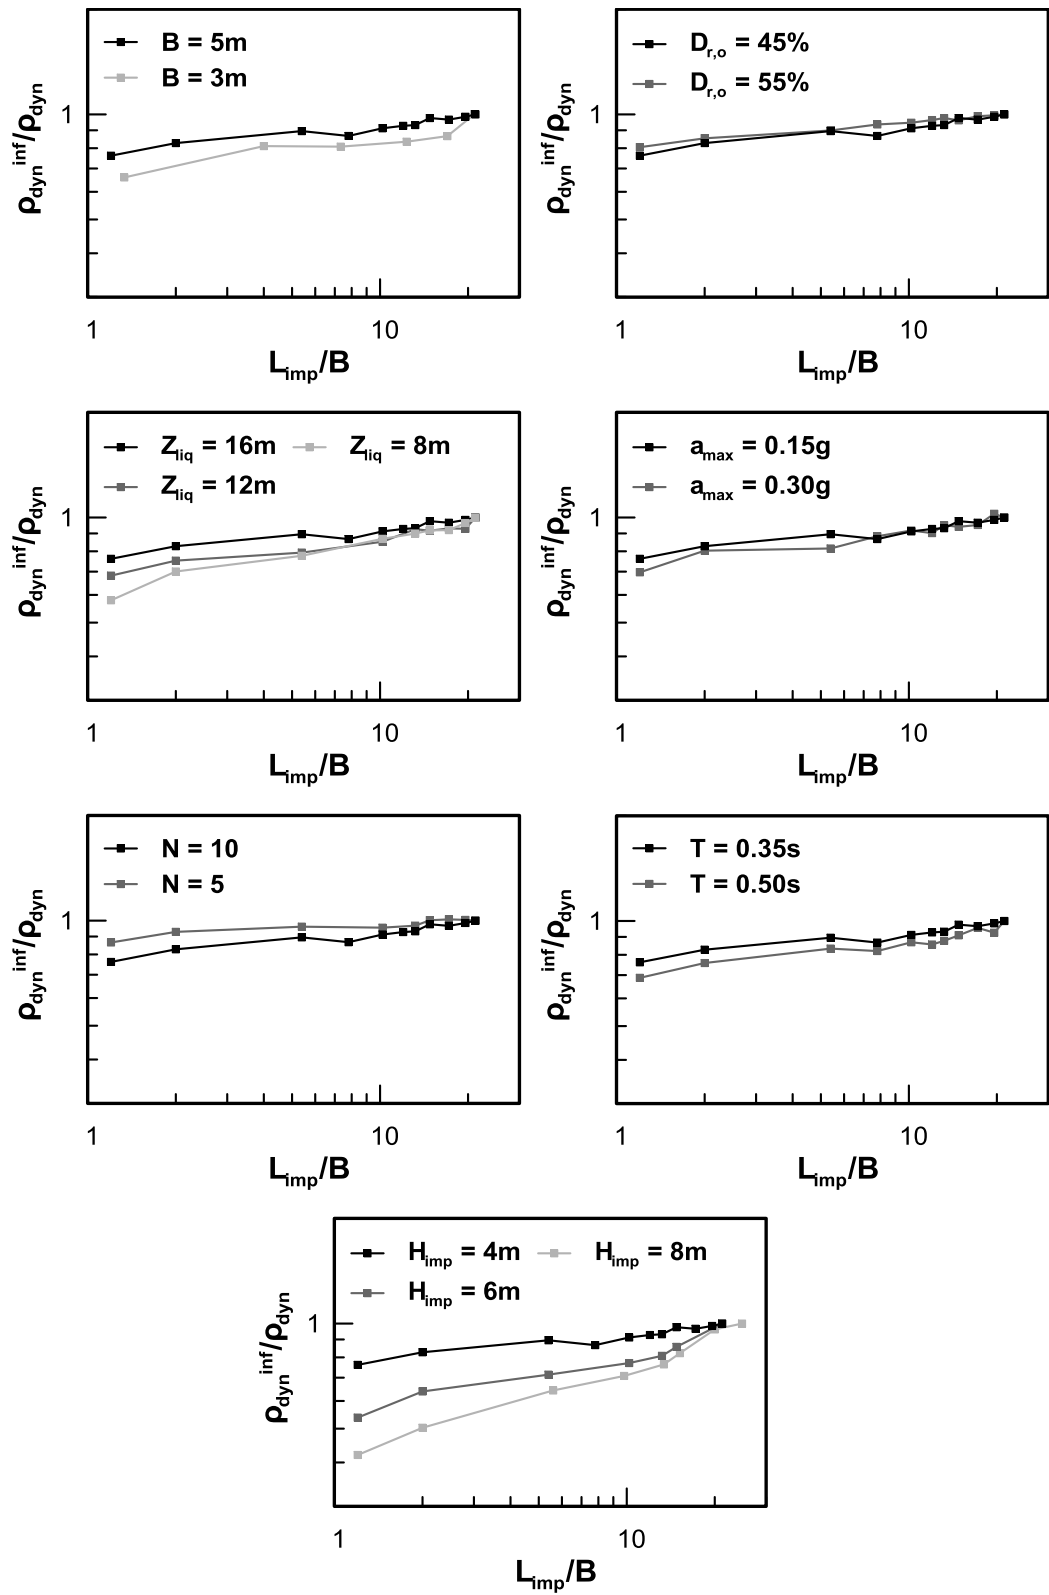 B = 5m
B = 3m
1
ρdyn^inf/ρdyn
1 10
Limp/B
Dr,o = 45%
Dr,o = 55%
1
ρdyn^inf/ρdyn
1 10
Limp/B
Zliq = 16m Zliq = 8m
Zliq = 12m
1
ρdyn^inf/ρdyn
1 10
Limp/B
amax = 0.15g
amax = 0.30g
1
ρdyn^inf/ρdyn
1 10
Limp/B
N = 10
N = 5
1
ρdyn^inf/ρdyn
1 10
Limp/B
T = 0.35s
T = 0.50s
1
ρdyn^inf/ρdyn
1 10
Limp/B
Himp = 4m Himp = 8m
Himp = 6m
1
ρdyn^inf/ρdyn
1 10
Limp/B